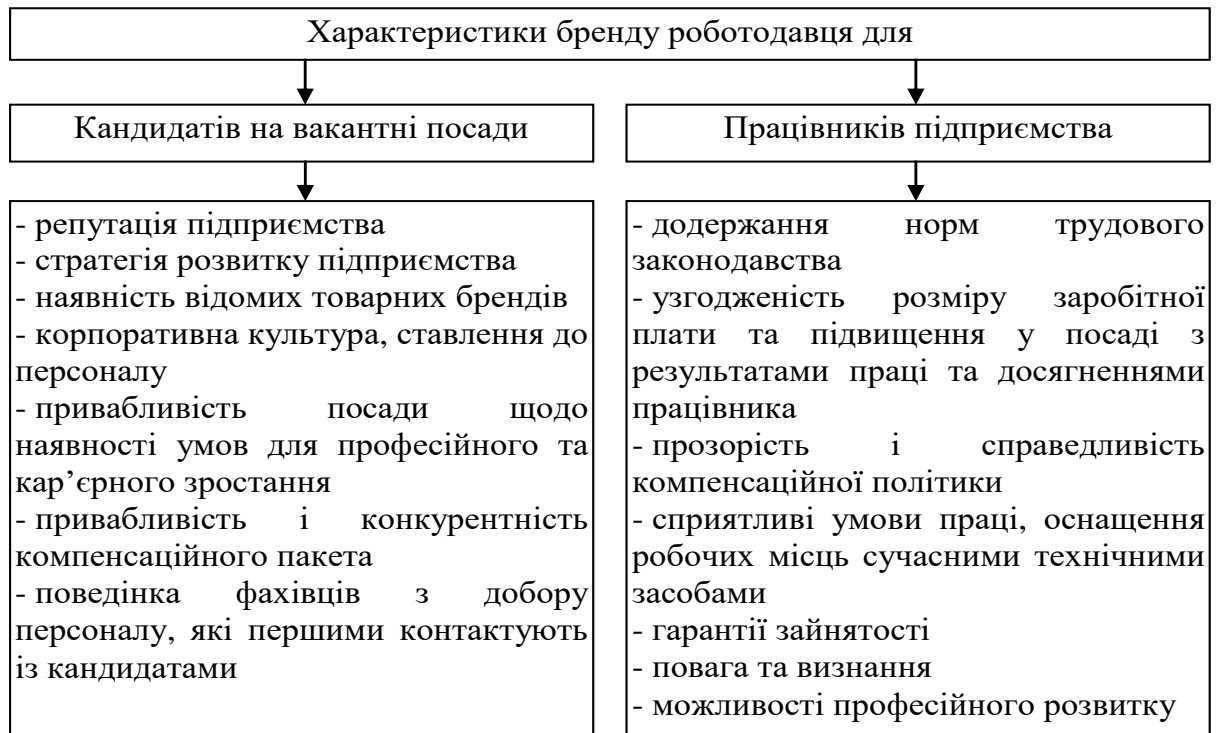 Характеристики бренду роботодавця для
Кандидатів на вакантні посади
- репутація підприємства
- стратегія розвитку підприємства
- наявність відомих товарних брендів
- корпоративна культура, ставлення до
персоналу
- привабливість посади щодо
наявності умов для професійного та
кар’єрного зростання
- привабливість і конкурентність
компенсаційного пакета
- поведінка фахівців з добору
персоналу, які першими контактують
із кандидатами
Працівників підприємства
- додержання норм трудового
законодавства
- узгодженість розміру заробітної
плати та підвищення у посаді з
результатами праці та досягненнями
працівника
- прозорість і справедливість
компенсаційної політики
- сприятливі умови праці, оснащення
робочих місць сучасними технічними
засобами
- гарантії зайнятості
- повага та визнання
- можливості професійного розвитку